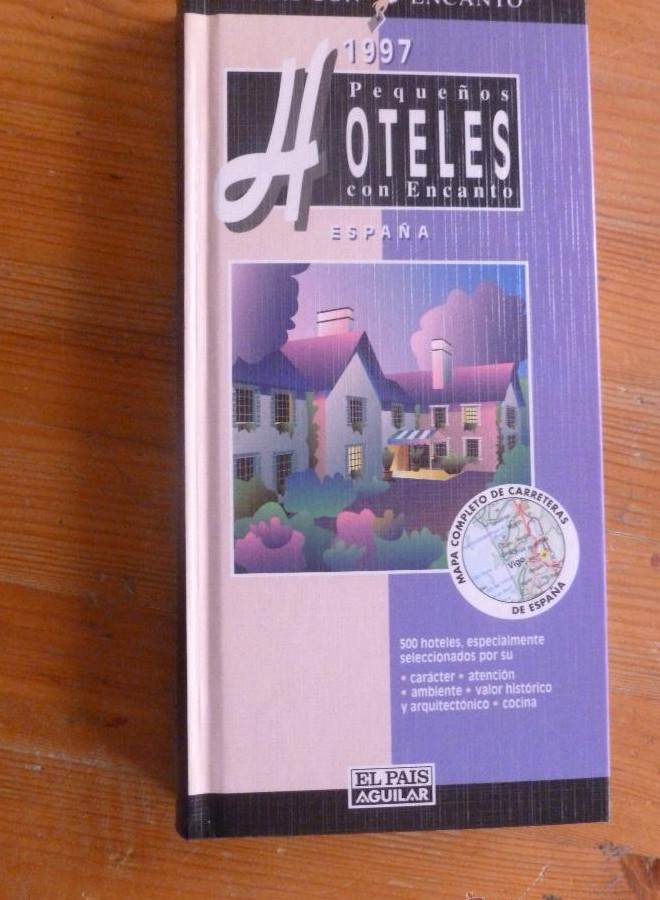 ENCANTO
1997
Pequeños
HOTELES
con Encanto
ESPAÑA
MAPA COMPLETO DE CARRETERAS
DE ESPAÑA
Vigo
500 hoteles, especialmente
seleccionados por su
• carácter • atención
• ambiente • valor histórico
y arquitectónico • cocina
EL PAIS
AGUILAR